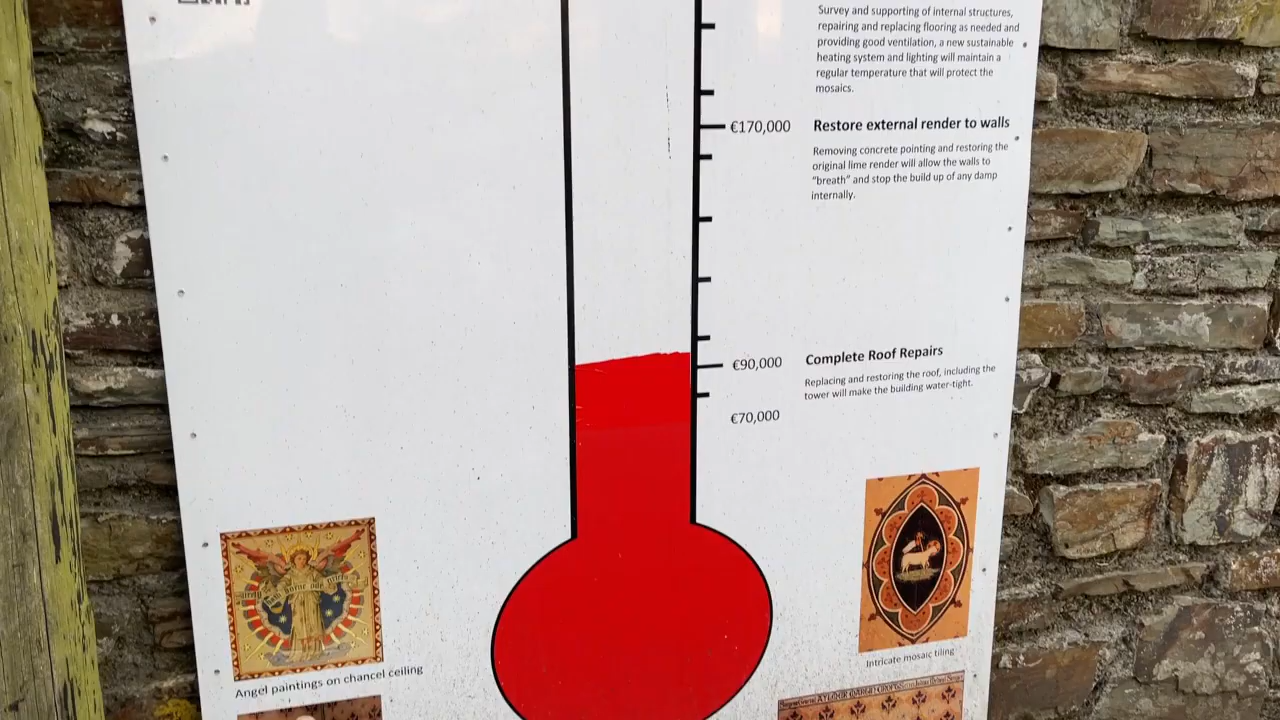 Survey and supporting of internal structures,
repairing and replacing flooring as needed and
providing good ventilation, a new sustainable
heating system and lighting will maintain a
regular temperature that will protect the
mosaics.
€170,000
Restore external render to walls
Removing concrete pointing and restoring the
original lime render will allow the walls to
"breath" and stop the build up of any damp
internally.
€90,000
Complete Roof Repairs
Replacing and restoring the roof, including the
tower will make the building water-tight.
€70,000
Angel paintings on chancel ceiling
Intricate mosaic tiling